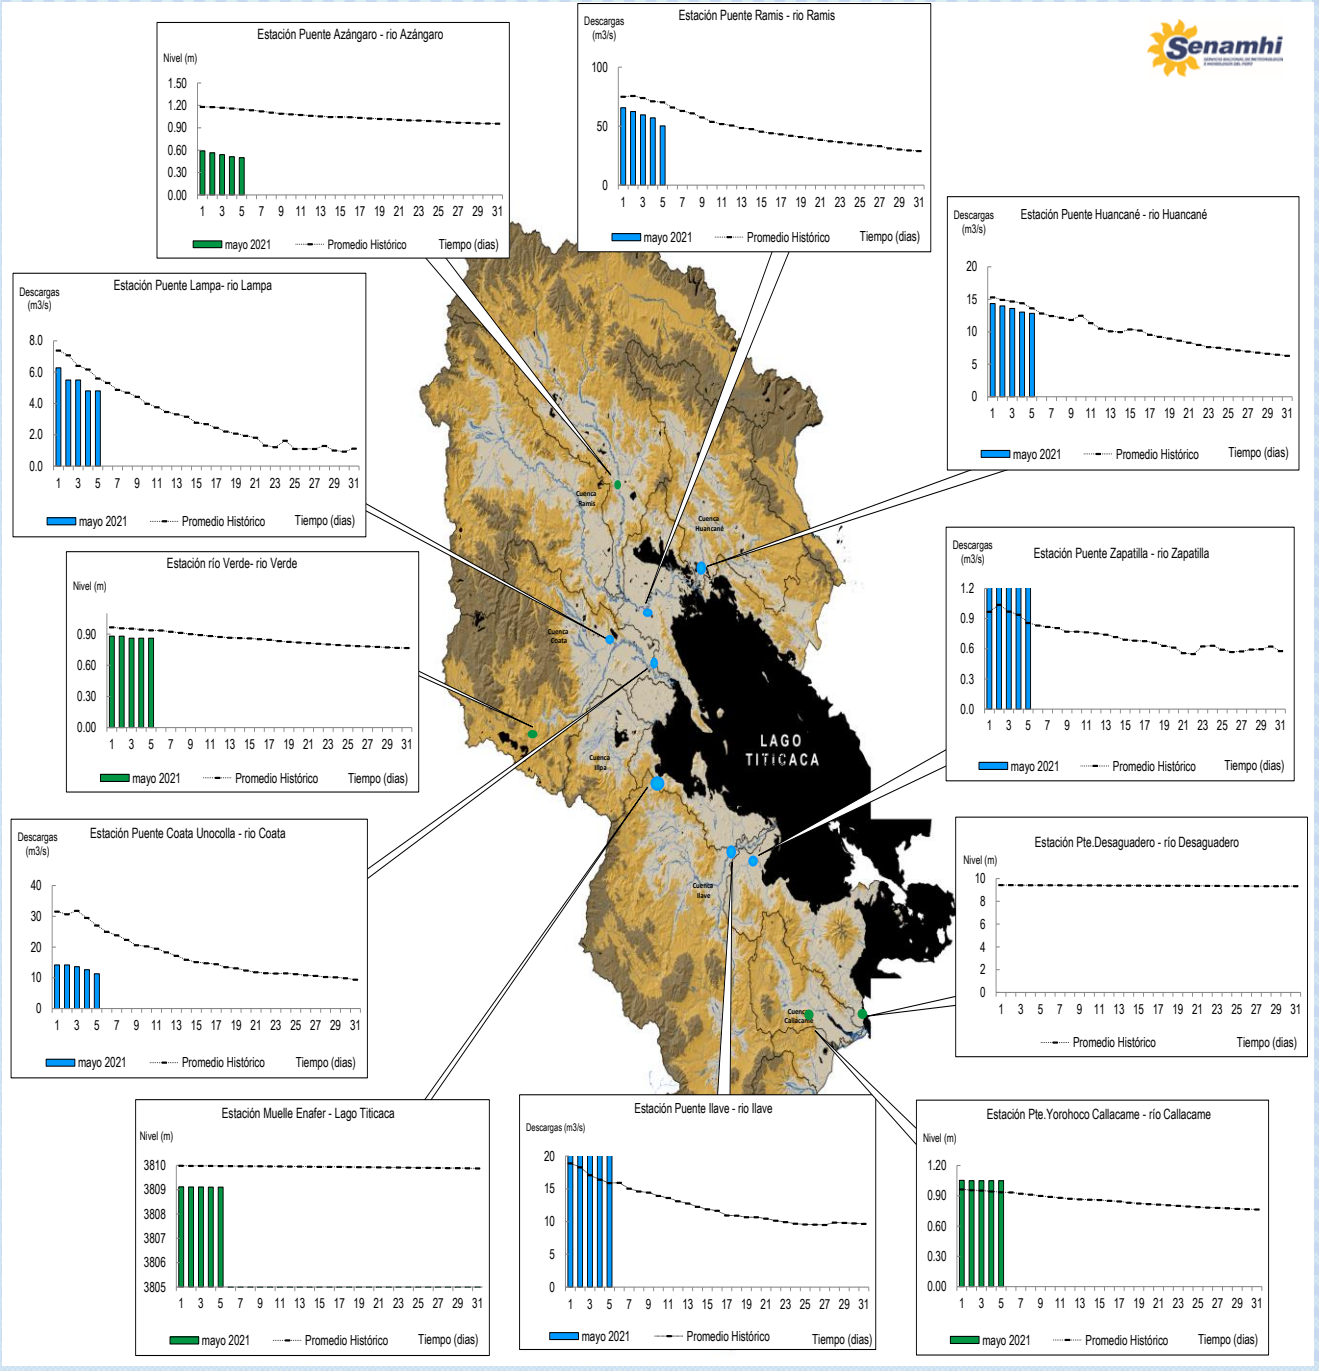 Senamhi
SERVICIO NACIONAL DE METEOROLOGIA
E HIDROLOGIA DEL PERU
Estación Puente Azángaro - rio Azángaro
Nivel (m)
1.50
1.20
0.90
0.60
0.30
0.00
1 3 5 7 9 11 13 15 17 19 21 23 25 27 29 31
mayo 2021 Promedio Histórico Tiempo (dias)
Estación Puente Ramis - rio Ramis
Descargas
(m3/s)
100
50
0
1 3 5 7 9 11 13 15 17 19 21 23 25 27 29 31
mayo 2021 Promedio Histórico Tiempo (dias)
Estación Puente Huancané - rio Huancané
Descargas
(m3/s)
20
15
10
5
0
1 3 5 7 9 11 13 15 17 19 21 23 25 27 29 31
mayo 2021 Promedio Histórico Tiempo (dias)
Estación Puente Lampa- rio Lampa
Descargas
(m3/s)
8.0
6.0
4.0
2.0
0.0
1 3 5 7 9 11 13 15 17 19 21 23 25 27 29 31
mayo 2021 Promedio Histórico Tiempo (dias)
Estación río Verde- rio Verde
Nivel (m)
0.90
0.60
0.30
0.00
1 3 5 7 9 11 13 15 17 19 21 23 25 27 29 31
mayo 2021 Promedio Histórico Tiempo (dias)
Estación Puente Zapatilla - rio Zapatilla
Descargas
(m3/s)
1.2
0.9
0.6
0.3
0.0
1 3 5 7 9 11 13 15 17 19 21 23 25 27 29 31
mayo 2021 Promedio Histórico Tiempo (dias)
Cuenca
Ramis
Cuenca
Huancané
Cuenca
Coata
Cuenca
Illpa
LAGO
TITICACA
Cuenca
Ilave
Cuenca
Callacame
Estación Puente Coata Unocolla - rio Coata
Descargas
(m3/s)
40
30
20
10
0
1 3 5 7 9 11 13 15 17 19 21 23 25 27 29 31
mayo 2021 Promedio Histórico Tiempo (dias)
Estación Pte.Desaguadero - río Desaguadero
Nivel (m)
10
8
6
4
2
0
1 3 5 7 9 11 13 15 17 19 21 23 25 27 29 31
Promedio Histórico Tiempo (dias)
Estación Muelle Enafer - Lago Titicaca
Nivel (m)
3810
3809
3808
3807
3806
3805
1 3 5 7 9 11 13 15 17 19 21 23 25 27 29 31
mayo 2021 Promedio Histórico Tiempo (dias)
Estación Puente Ilave - rio Ilave
Descargas (m3/s)
20
15
10
5
0
1 3 5 7 9 11 13 15 17 19 21 23 25 27 29 31
mayo 2021 Promedio Histórico Tiempo (dias)
Estación Pte.Yorohoco Callacame - río Callacame
Nivel (m)
1.20
0.90
0.60
0.30
0.00
1 3 5 7 9 11 13 15 17 19 21 23 25 27 29 31
mayo 2021 Promedio Histórico Tiempo (dias)